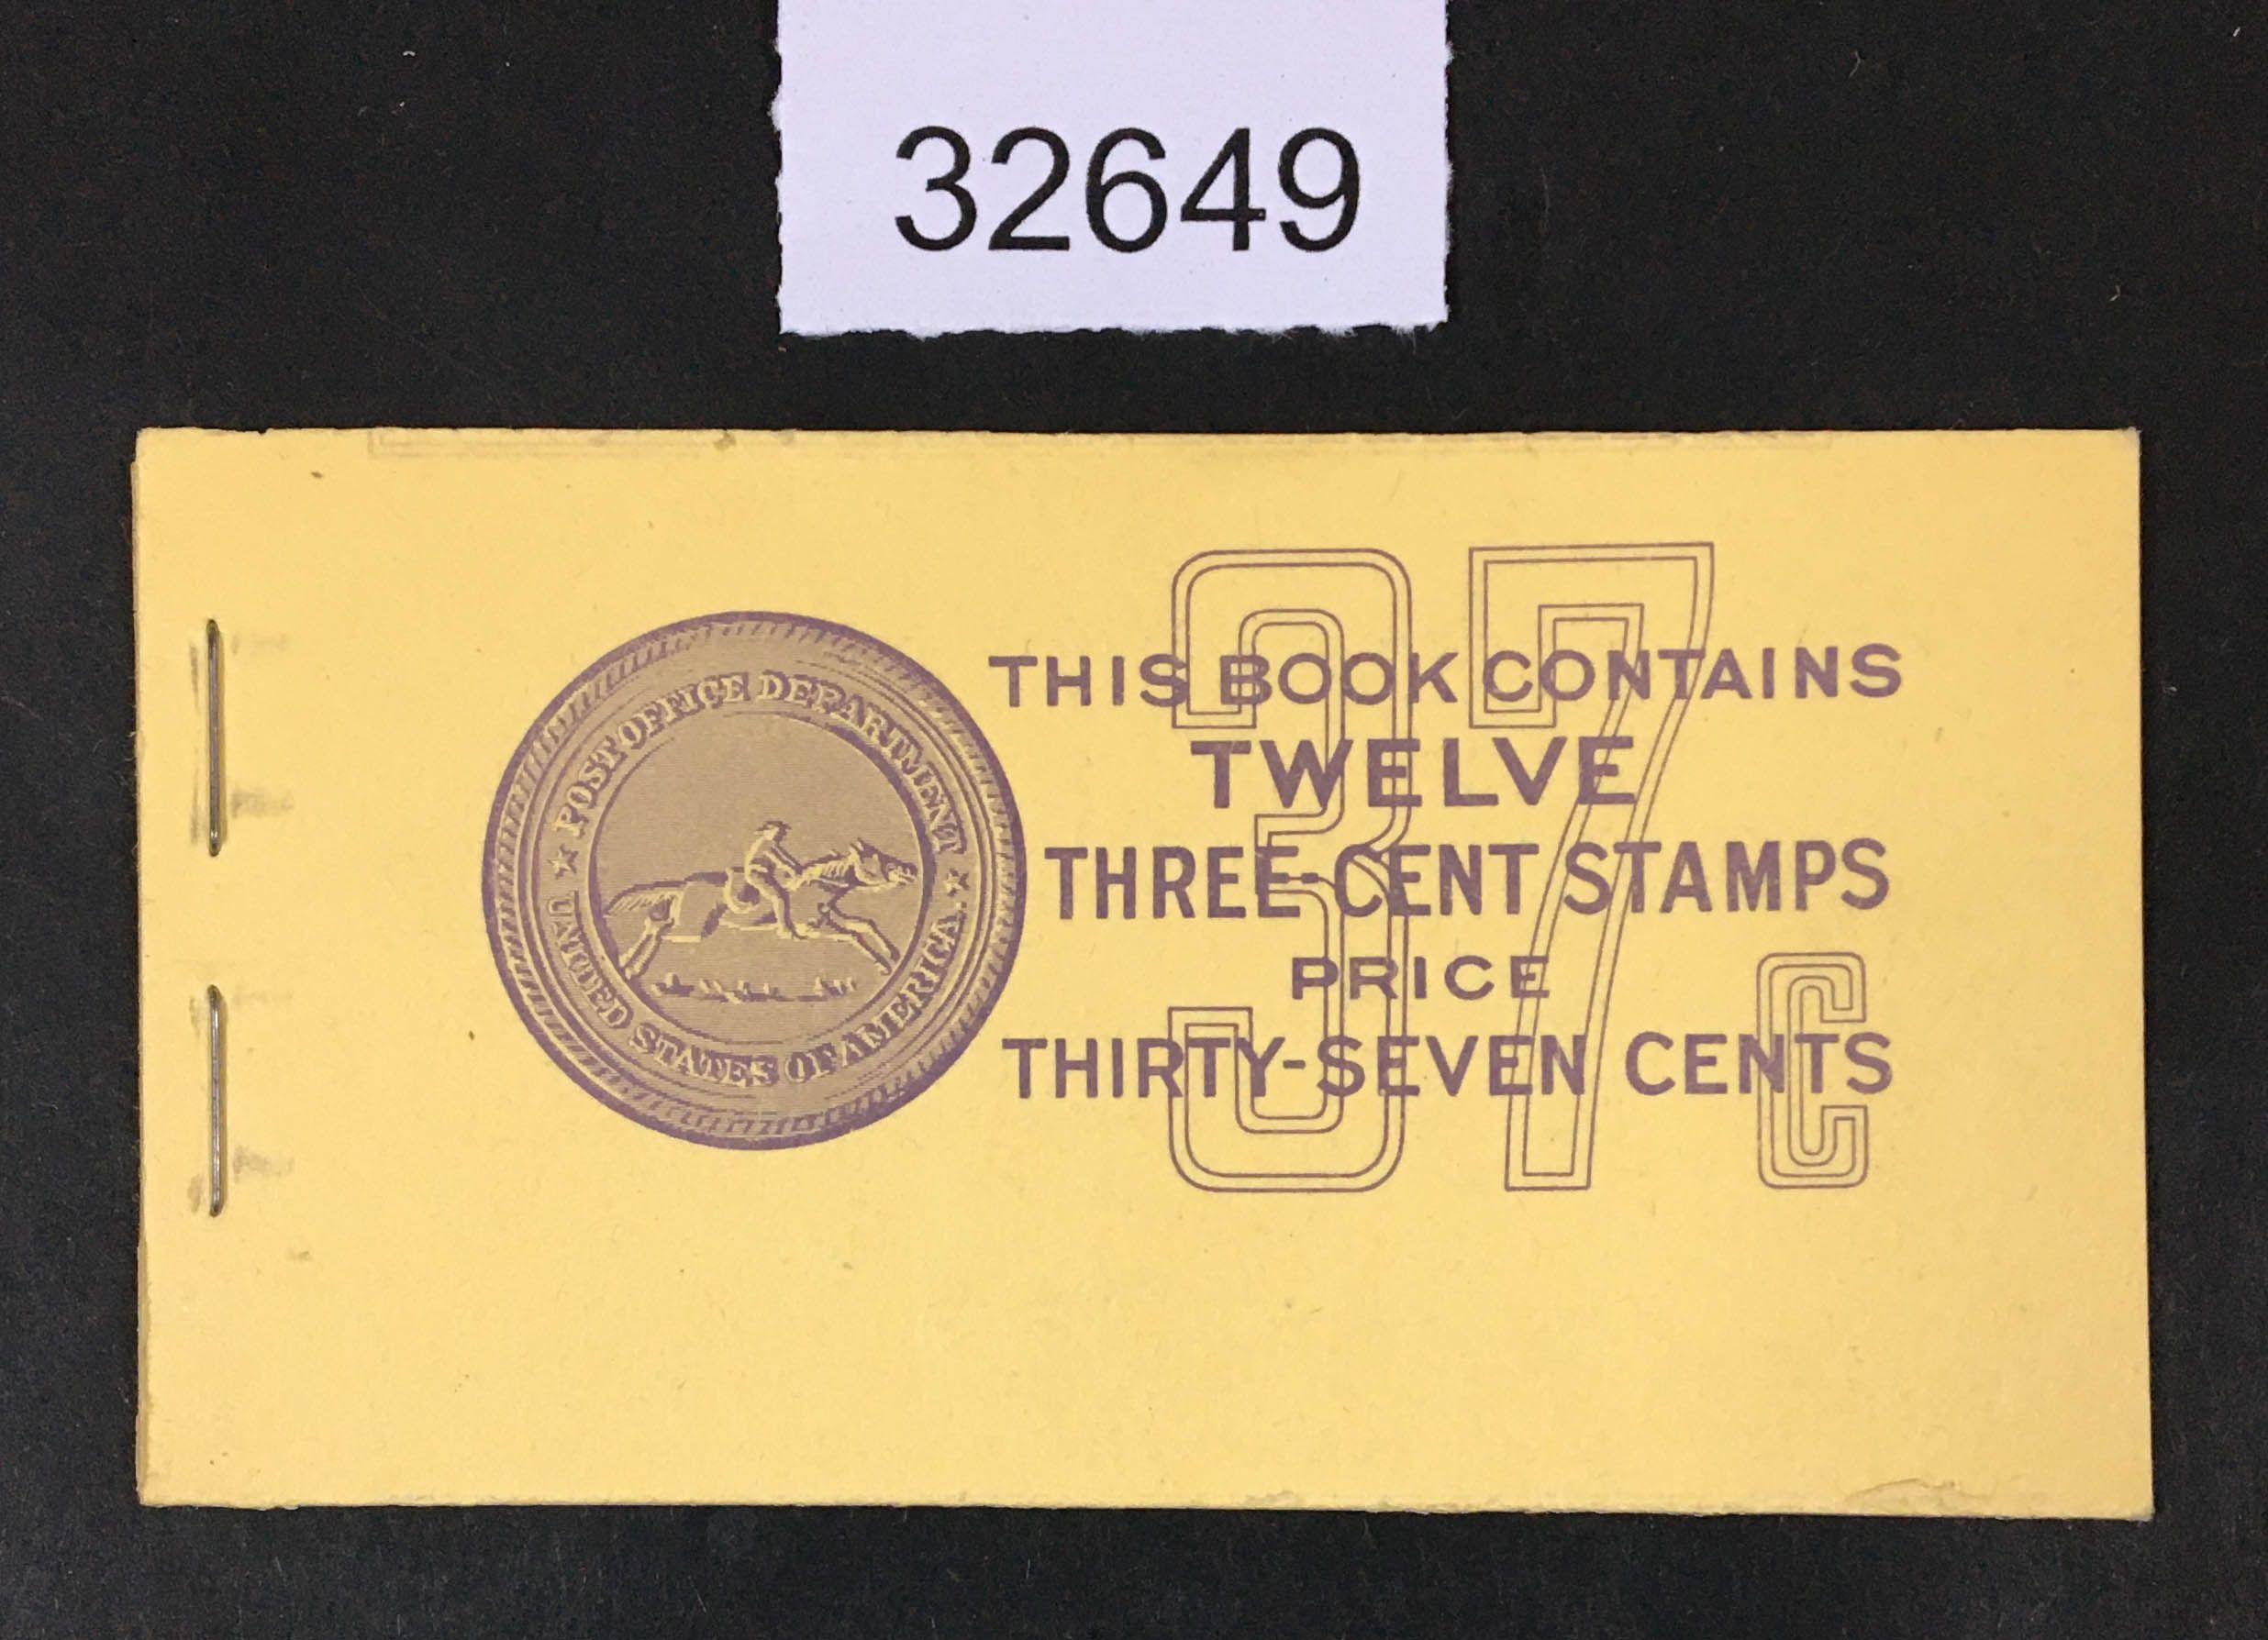 32649
★ POST OFFICE DEPARTMENT ★
UNITED STATES OF AMERICA.
37c
THIS BOOK CONTAINS
TWELVE
THREE-CENT STAMPS
PRICE
THIRTY-SEVEN CENTS